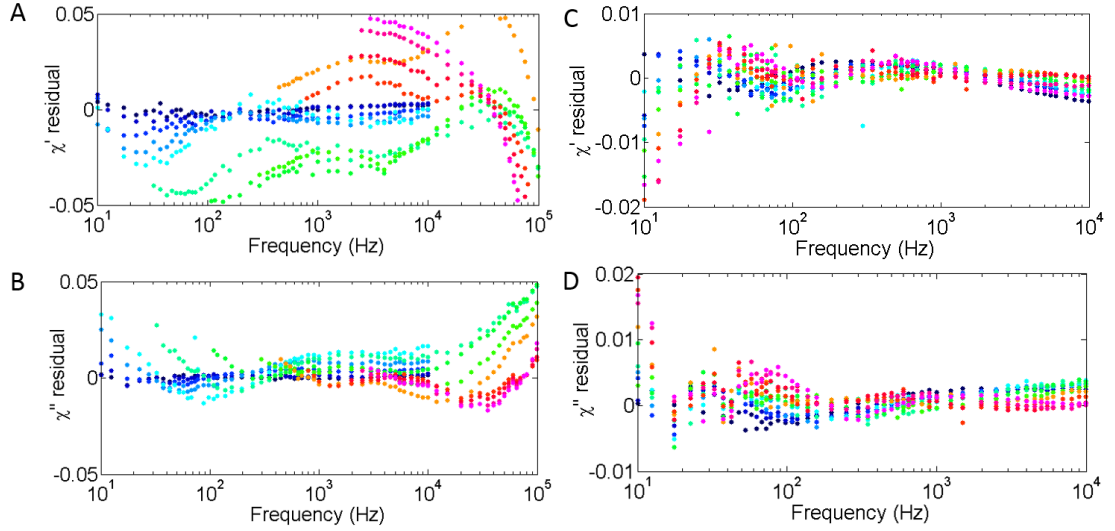 A
0.05
0
-0.05
χ' residual
10^1 10^2 10^3 10^4 10^5
Frequency (Hz)
B
0.05
0
-0.05
χ'' residual
10^1 10^2 10^3 10^4 10^5
Frequency (Hz)
C
0.01
0
-0.01
-0.02
χ' residual
10^1 10^2 10^3 10^4
Frequency (Hz)
D
0.02
0.01
0
-0.01
χ'' residual
10^1 10^2 10^3 10^4
Frequency (Hz)